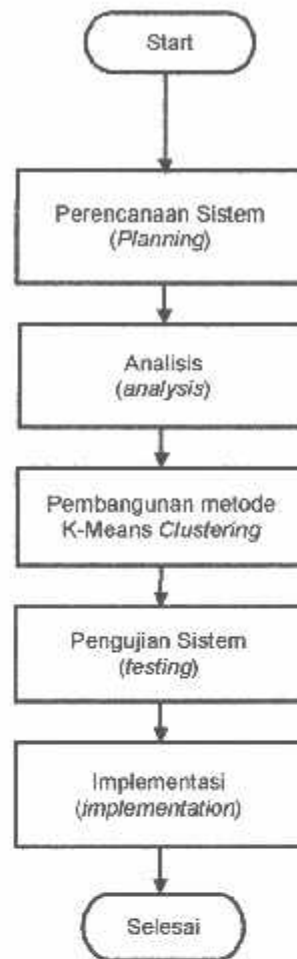 Start
Perencanaan Sistem
(Planning)
Analisis
(analysis)
Pembangunan metode
K-Means Clustering
Pengujian Sistem
(testing)
Implementasi
(implementation)
Selesai